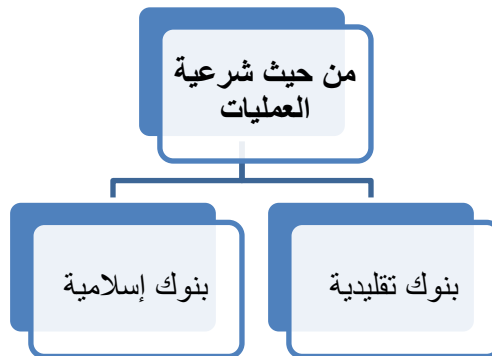 من حيث شرعية
العمليات
بنوك تقليدية
بنوك إسلامية